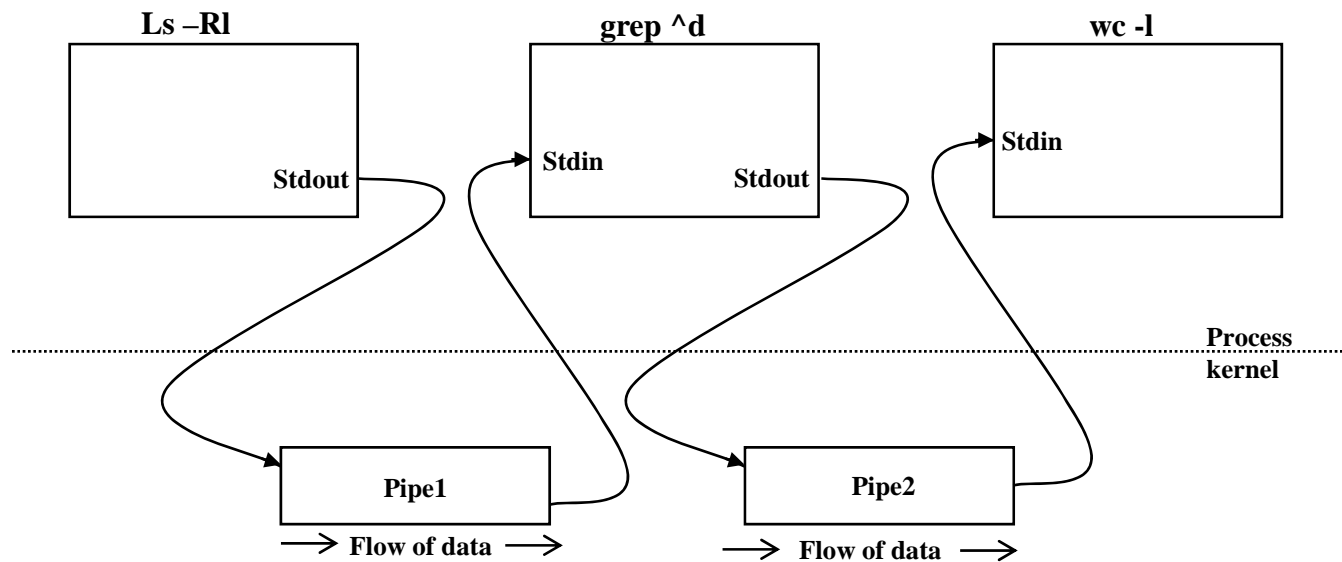 Ls –Rl
grep ^d
wc -l
Stdout
Stdin
Stdout
Stdin
Process
kernel
Pipe1
Pipe2
Flow of data
Flow of data